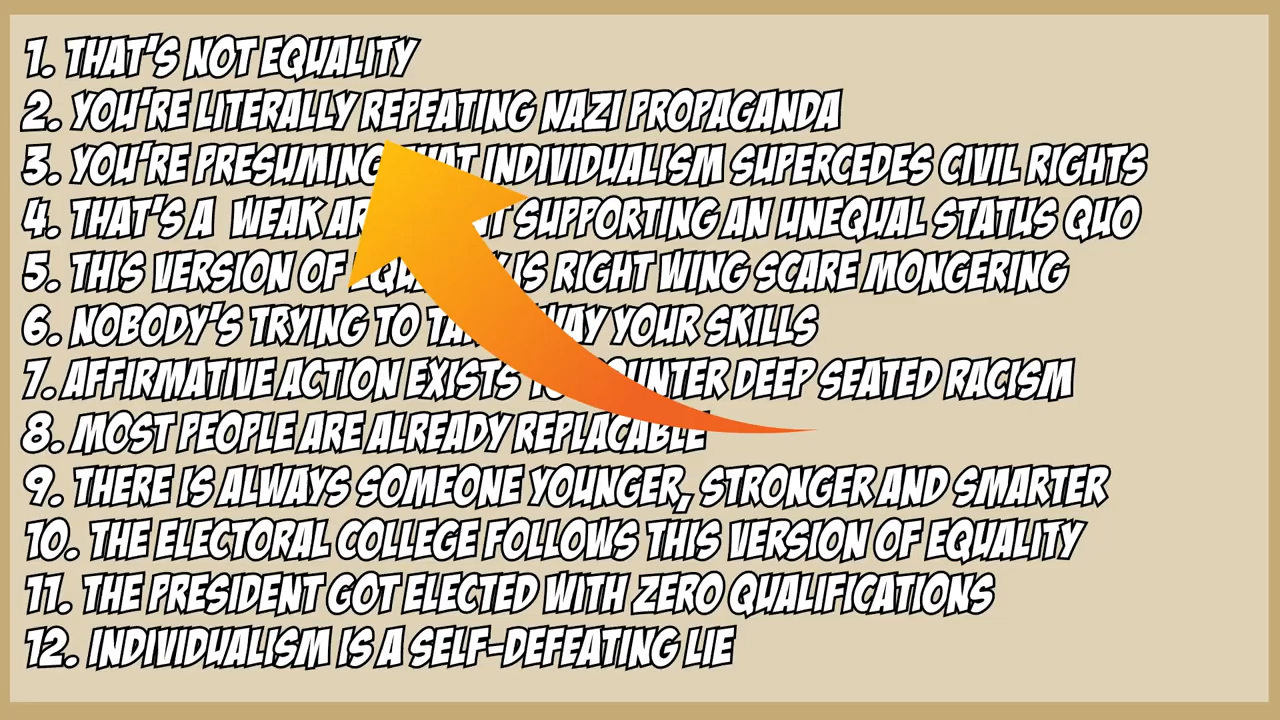 1. THAT'S NOT EQUALITY
2. YOU'RE LITERALLY REPEATING NAZI PROPAGANDA
3. YOU'RE PRESUMING THAT INDIVIDUALISM SUPERCEDES CIVIL RIGHTS
4. THAT'S A WEAK SUPPORTING AN UNEQUAL STATUS QUO
5. THIS VERSION OF EQUALITY IS RIGHT WING SCARE MONGERING
6. NOBODY'S TRYING TO YOUR SKILLS
7. AFFIRMATIVE ACTION EXISTS TO COUNTER DEEP SEATED RACISM
8. MOST PEOPLE ARE ALREADY REPLACABLE
9. THERE IS ALWAYS SOMEONE YOUNGER, STRONGER AND SMARTER
10. THE ELECTORAL COLLEGE FOLLOWS THIS VERSION OF EQUALITY
11. THE PRESIDENT GOT ELECTED WITH ZERO QUALIFICATIONS
12. INDIVIDUALISM IS A SELF-DEFEATING LIE